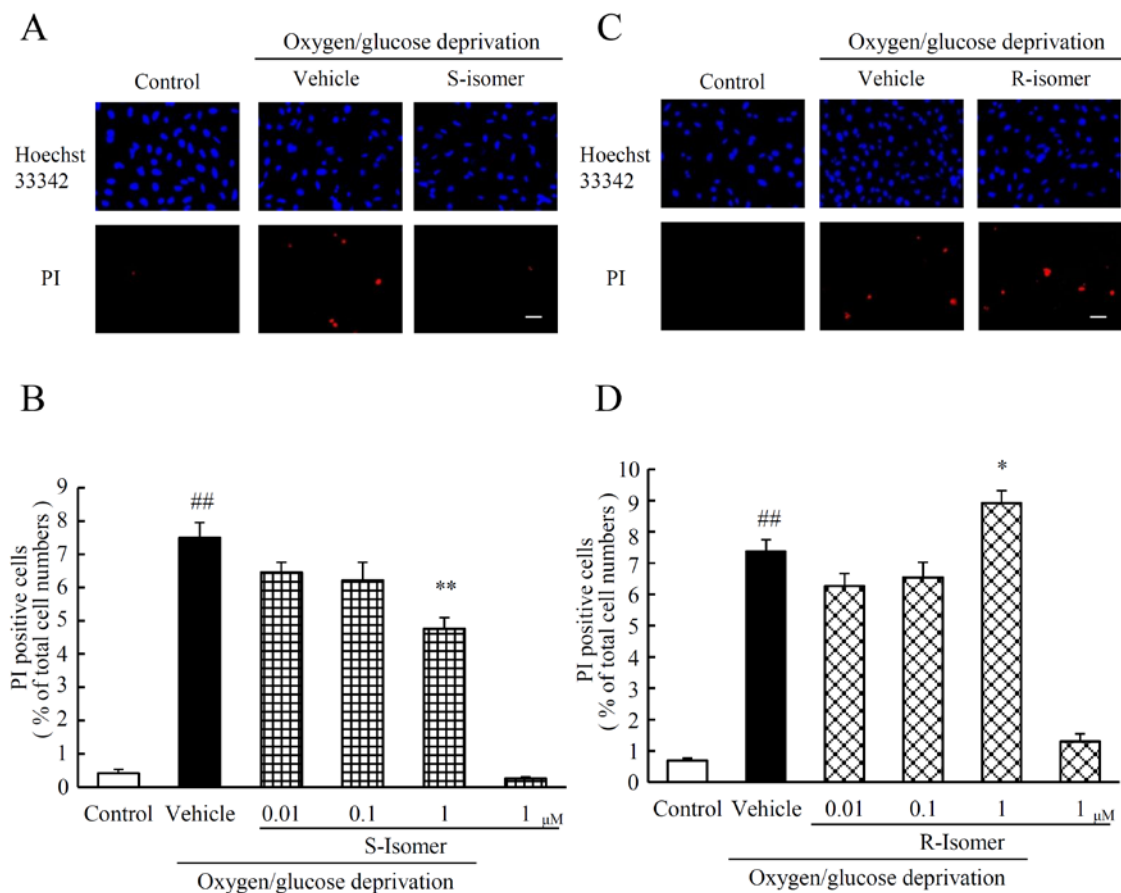 A
Oxygen/glucose deprivation
Control
Vehicle
S-isomer
Hoechst
33342
PI
C
Oxygen/glucose deprivation
Control
Vehicle
R-isomer
Hoechst
33342
PI
B
PI positive cells
( % of total cell numbers )
9
8
7
6
5
4
3
2
1
0
##
**
Control
Vehicle
0.01
0.1
1
1 μM
S-Isomer
Oxygen/glucose deprivation
D
PI positive cells
( % of total cell numbers )
10
9
8
7
6
5
4
3
2
1
0
##
*
Control
Vehicle
0.01
0.1
1
1 μM
R-Isomer
Oxygen/glucose deprivation